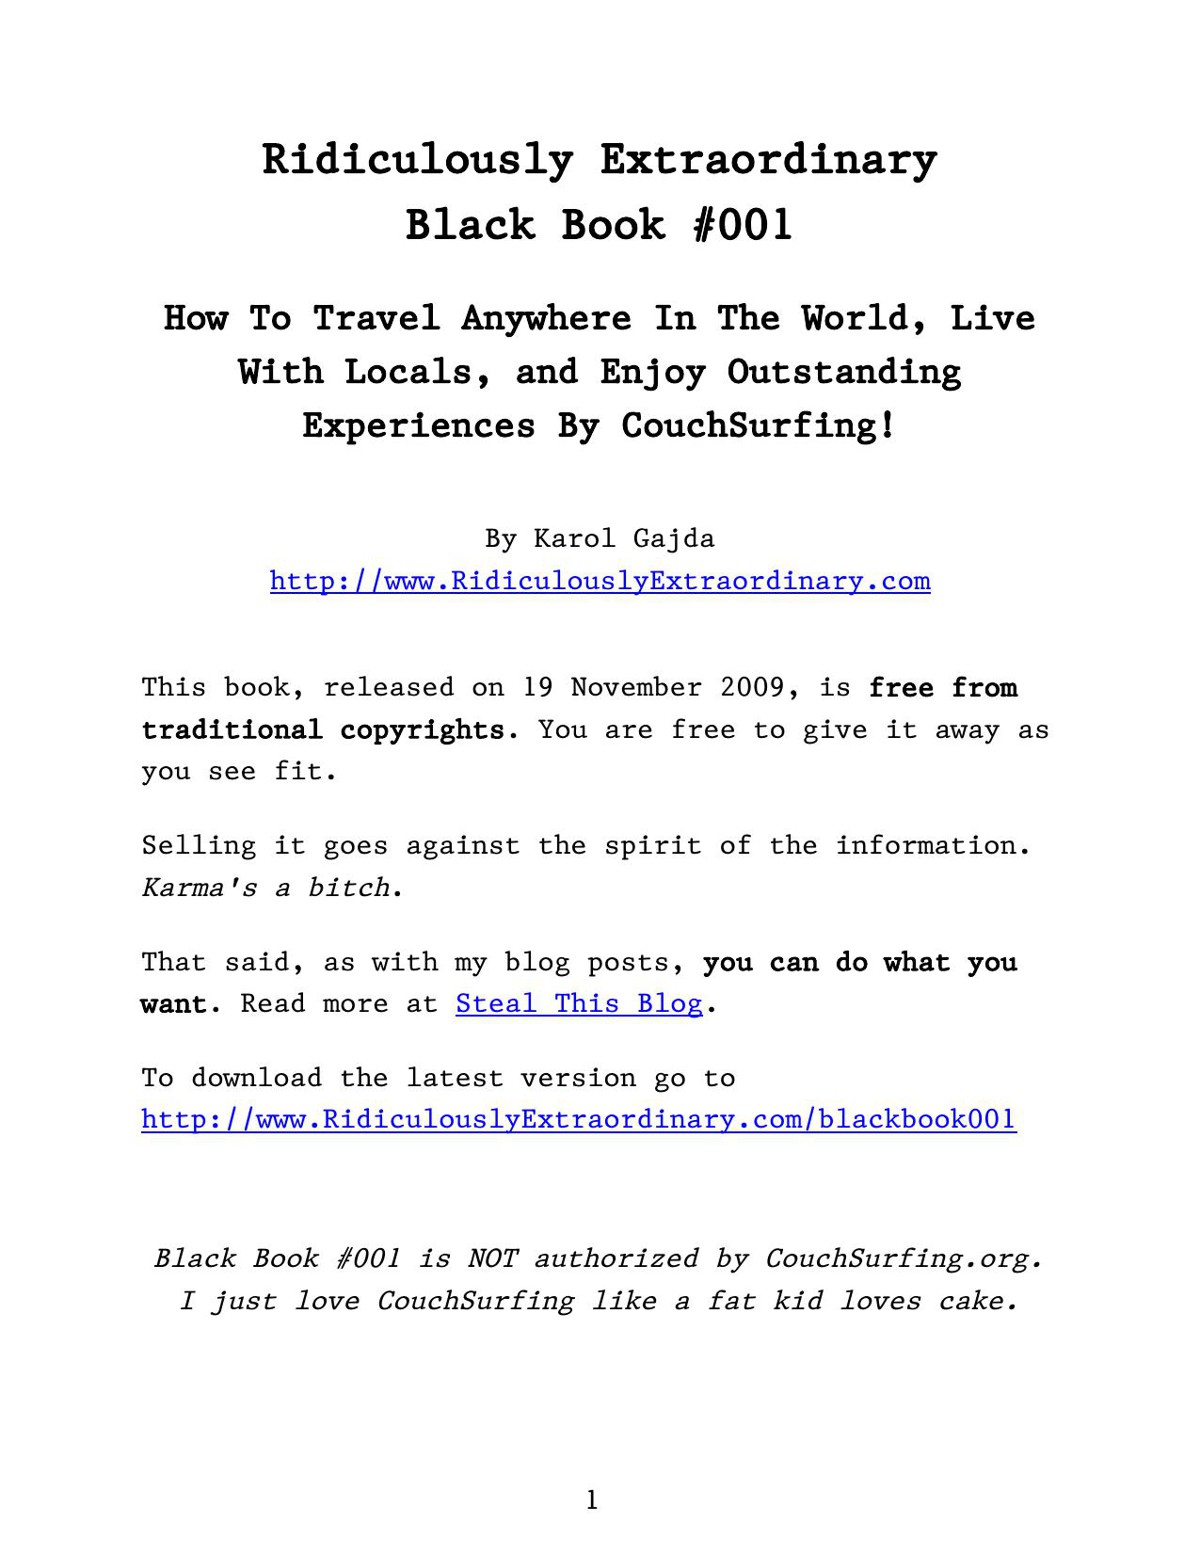 Ridiculously Extraordinary
Black Book #001
How To Travel Anywhere In The World, Live
With Locals, and Enjoy Outstanding
Experiences By CouchSurfing!
By Karol Gajda
http://www.RidiculouslyExtraordinary.com
This book, released on 19 November 2009, is free from
traditional copyrights. You are free to give it away as
you see fit.
Selling it goes against the spirit of the information.
Karma's a bitch.
That said, as with my blog posts, you can do what you
want. Read more at Steal This Blog.
To download the latest version go to
http://www.RidiculouslyExtraordinary.com/blackbook001
Black Book #001 is NOT authorized by CouchSurfing.org.
I just love CouchSurfing like a fat kid loves cake.
1